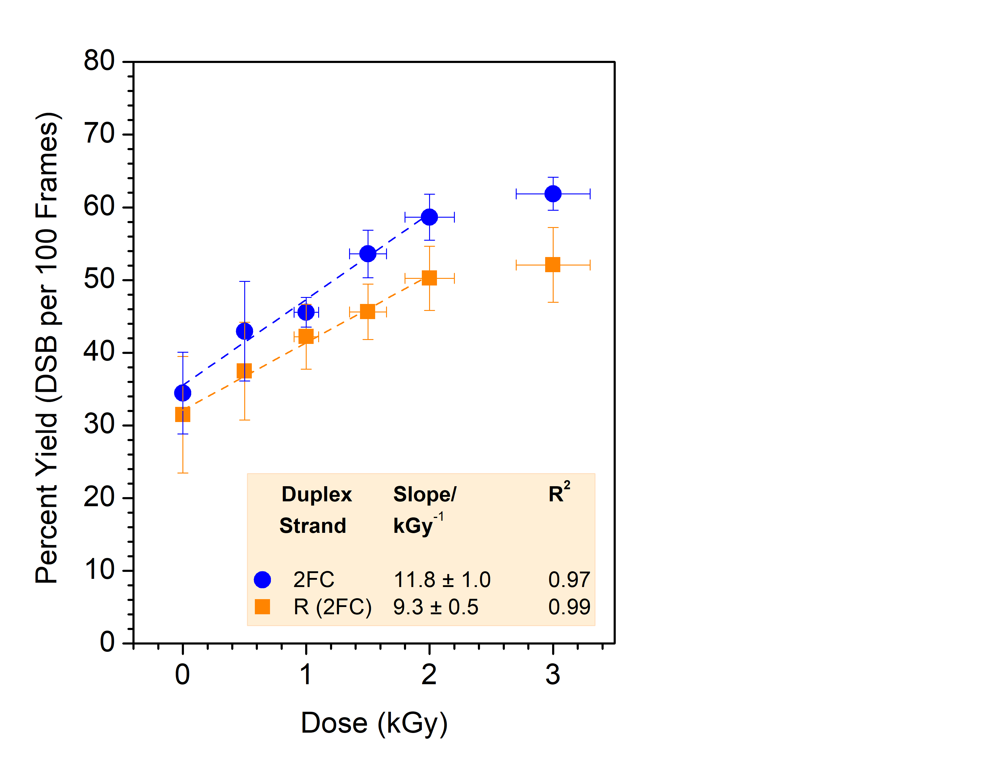 80
70
60
50
40
30
20
10
0
Percent Yield (DSB per 100 Frames)
Duplex Slope/ R²
Strand kGy⁻¹
2FC 11.8 ± 1.0 0.97
R (2FC) 9.3 ± 0.5 0.99
0 1 2 3
Dose (kGy)